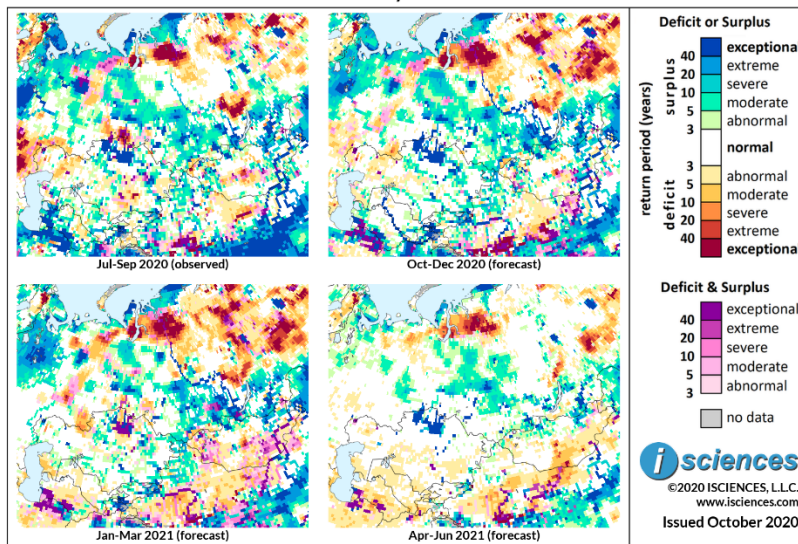 Jul-Sep 2020 (observed)
Oct-Dec 2020 (forecast)
Jan-Mar 2021 (forecast)
Apr-Jun 2021 (forecast)
Deficit or Surplus
return period (years)
surplus
deficit
40
20
10
5
3
3
5
10
20
40
exceptiona
extreme
severe
moderate
abnormal
normal
abnormal
moderate
severe
extreme
exceptiona
Deficit & Surplus
40
20
10
5
3
exceptional
extreme
severe
moderate
abnormal
no data
isciences
©2020 ISCIENCES, L.L.C.
www.isciences.com
Issued October 2020